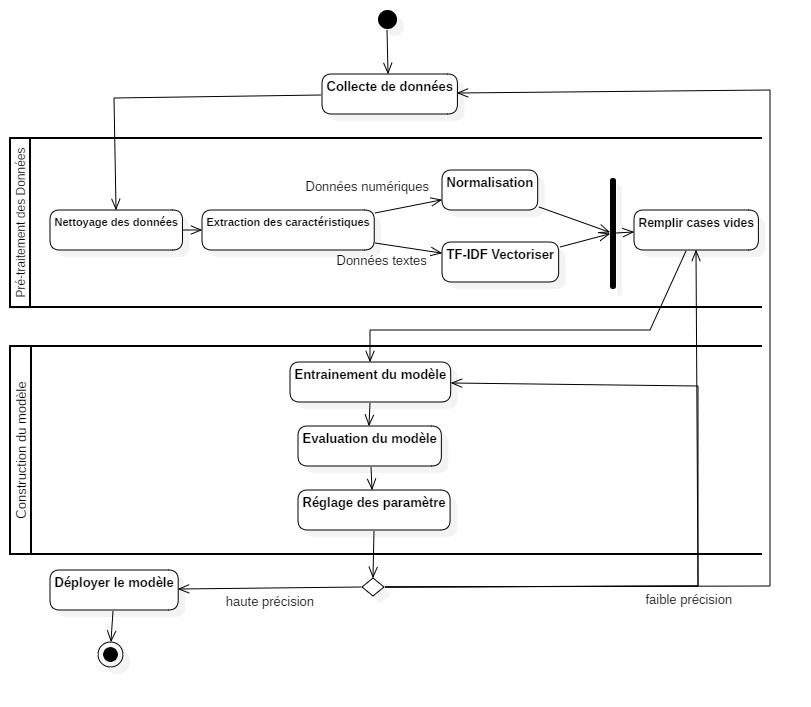 Collecte de données
Pré-traitement des Données
Données numériques
Normalisation
Nettoyage des données
Extraction des caractéristiques
Remplir cases vides
Données textes
TF-IDF Vectoriser
Construction du modèle
Entrainement du modèle
Evaluation du modèle
Réglage des paramètre
Déployer le modèle
haute précision
faible précision